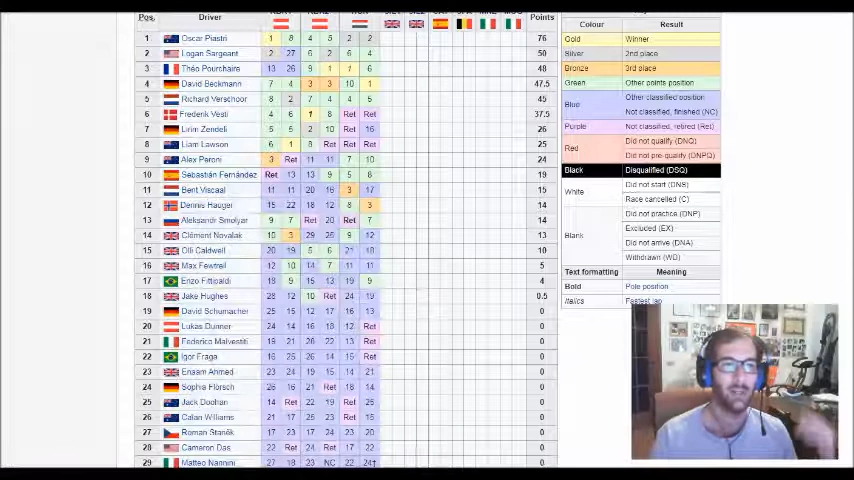 Pos. Driver Points
1 Oscar Piastri 1 8 4 5 2 2 76
2 Logan Sargeant 2 27 6 2 6 4 50
3 Théo Pourchaire 13 26 9 1 1 6 48
4 David Beckmann 7 4 3 3 10 1 47.5
5 Richard Verschoor 8 2 7 4 4 5 45
6 Frederik Vesti 4 6 1 8 Ret Ret 37.5
7 Lirim Zendeli 5 5 2 10 Ret 16 26
8 Liam Lawson 6 1 8 Ret Ret Ret 25
9 Alex Peroni 3 Ret 11 11 7 10 24
10 Sebastián Fernández Ret 13 13 9 5 8 19
11 Bent Viscaal 11 11 20 16 3 17 15
12 Dennis Hauger 15 22 18 12 8 3 14
13 Aleksandr Smolyar 9 7 Ret 20 Ret 7 14
14 Clément Novalak 10 3 29 9 12 13
15 Olli Caldwell 20 19 5 6 21 18 10
16 Max Fewtrell 12 10 14 7 11 11 5
17 Enzo Fittipaldi 18 9 15 13 19 9 4
18 Jake Hughes 28 12 10 Ret 24 19 0.5
19 David Schumacher 25 15 12 17 16 13 0
20 Lukas Dunner 24 14 16 18 12 Ret 0
21 Federico Malvestiti 19 21 22 13 Ret 0
22 Igor Fraga 16 25 26 14 15 Ret 0
23 Enaam Ahmed 23 24 19 15 14 21 0
24 Sophia Flörsch 26 16 21 Ret 18 14 0
25 Jack Doohan 14 Ret 22 19 Ret 25 0
26 Calan Williams 21 17 25 23 Ret 15 0
27 Roman Staněk 17 23 17 24 23 20 0
28 Cameron Das 22 Ret 24 Ret 17 22 0
29 Matteo Nannini 27 18 23 NC 22 24† 0
Colour Result
Gold Winner
Silver 2nd place
Bronze 3rd place
Green Other points position
Blue Other classified position
Not classified, finished (NC)
Purple Not classified, retired (Ret)
Red Did not qualify (DNQ)
Did not pre-qualify (DNPQ)
Black Disqualified (DSQ)
White Did not start (DNS)
Race cancelled (C)
Blank Did not practice (DNP)
Excluded (EX)
Did not arrive (DNA)
Withdrawn (WD)
Text formatting Meaning
Bold Pole position
Italics Fastest lap